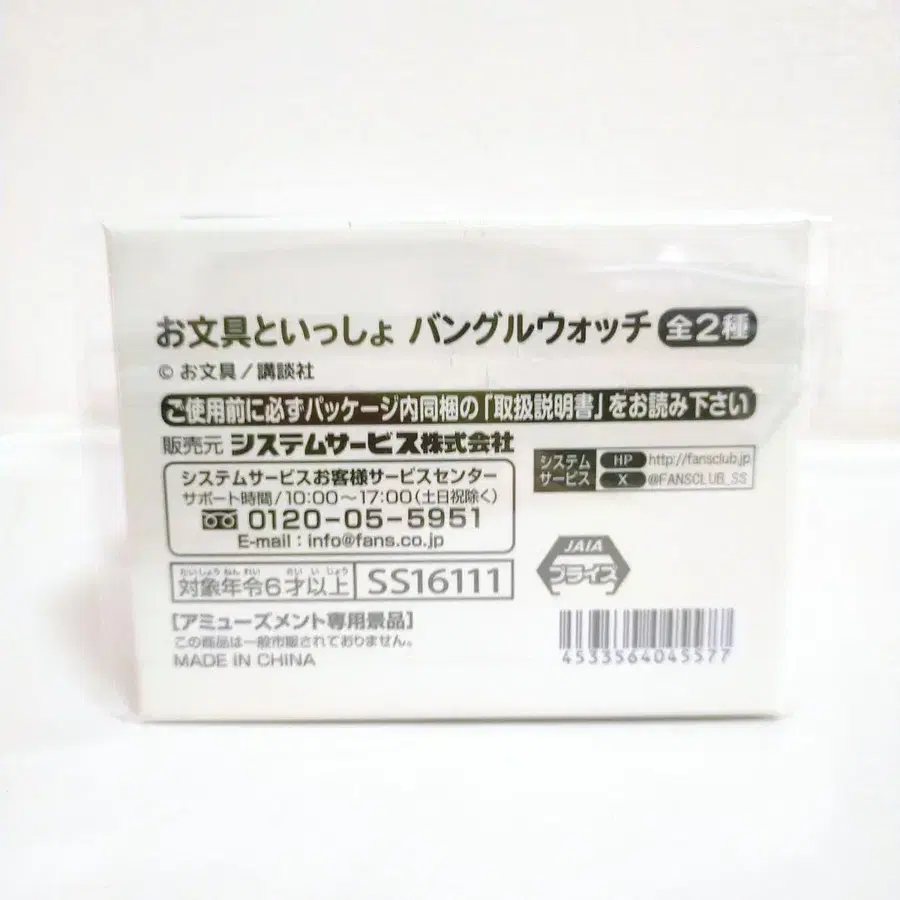 お文具といっしょ バングルウォッチ 全2種
© お文具/講談社
ご使用前に必ずパッケージ内同梱の「取扱説明書」をお読み下さい
販売元 システムサービス株式会社
システムサービスお客様サービスセンター
サポート時間/10:00〜17:00(土日祝除く)
0120-05-5951
E-mail:info@fans.co.jp
システムサービス
HP http://fansclub.jp
X @FANSCLUB_SS
たいしょうねんれい さいいじょう
対象年令6才以上
SS16111
JAIA
プライズ
[アミューズメント専用景品]
この商品は一般市販されておりません。
MADE IN CHINA
4533564045577